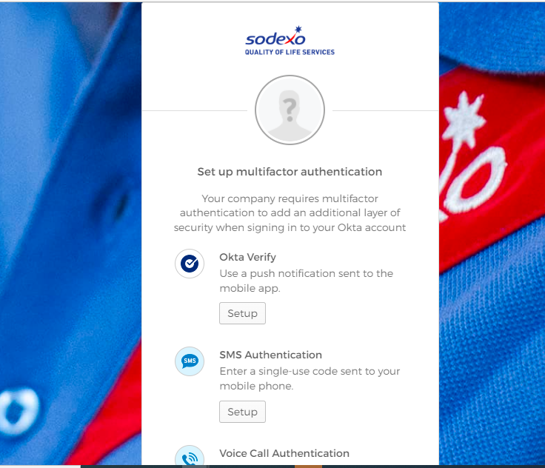 sodexo
QUALITY OF LIFE SERVICES
?
Set up multifactor authentication
Your company requires multifactor
authentication to add an additional layer of
security when signing in to your Okta account
Okta Verify
Use a push notification sent to the
mobile app.
Setup
SMS
SMS Authentication
Enter a single-use code sent to your
mobile phone.
Setup
Voice Call Authentication